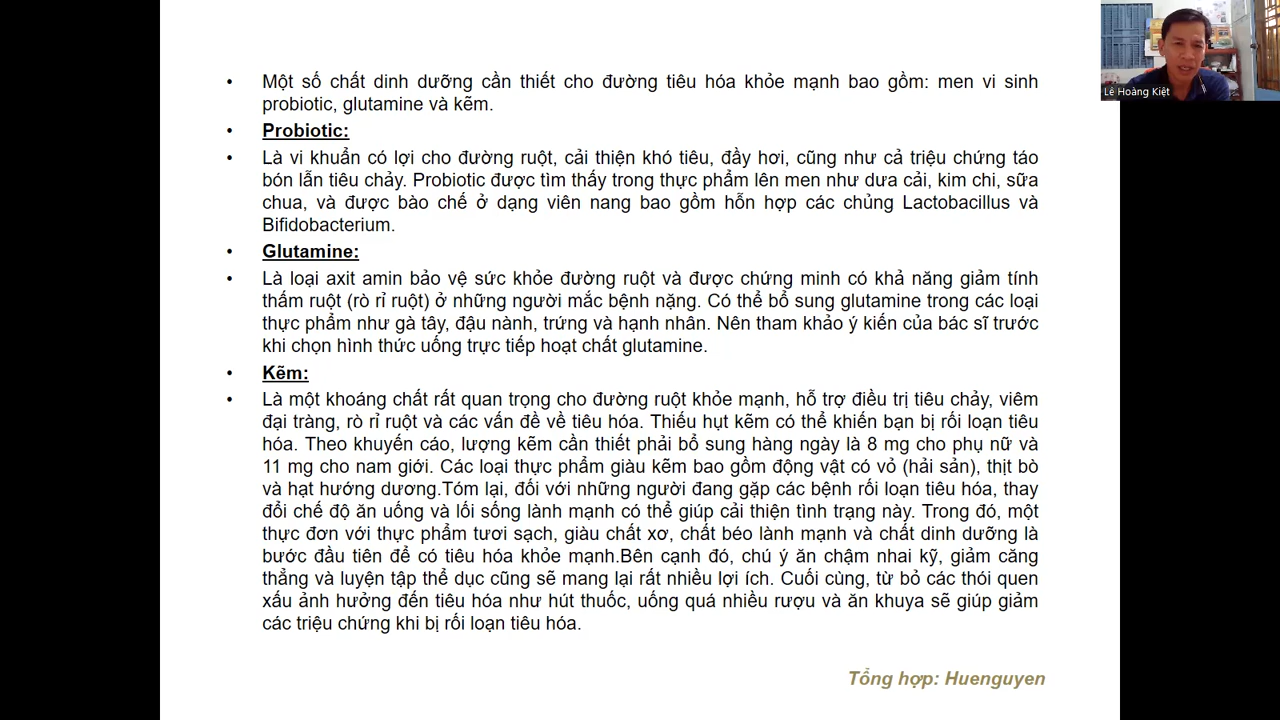 • Một số chất dinh dưỡng cần thiết cho đường tiêu hóa khỏe mạnh bao gồm: men vi sinh
probiotic, glutamine và kẽm.
• Probiotic:
• Là vi khuẩn có lợi cho đường ruột, cải thiện khó tiêu, đầy hơi, cũng như cả triệu chứng táo
bón lẫn tiêu chảy. Probiotic được tìm thấy trong thực phẩm lên men như dưa cải, kim chi, sữa
chua, và được bào chế ở dạng viên nang bao gồm hỗn hợp các chủng Lactobacillus và
Bifidobacterium.
• Glutamine:
• Là loại axit amin bảo vệ sức khỏe đường ruột và được chứng minh có khả năng giảm tính
thấm ruột (rò rỉ ruột) ở những người mắc bệnh nặng. Có thể bổ sung glutamine trong các loại
thực phẩm như gà tây, đậu nành, trứng và hạnh nhân. Nên tham khảo ý kiến của bác sĩ trước
khi chọn hình thức uống trực tiếp hoạt chất glutamine.
• Kẽm:
• Là một khoáng chất rất quan trọng cho đường ruột khỏe mạnh, hỗ trợ điều trị tiêu chảy, viêm
đại tràng, rò rỉ ruột và các vấn đề về tiêu hóa. Thiếu hụt kẽm có thể khiến bạn bị rối loạn tiêu
hóa. Theo khuyến cáo, lượng kẽm cần thiết phải bổ sung hàng ngày là 8 mg cho phụ nữ và
11 mg cho nam giới. Các loại thực phẩm giàu kẽm bao gồm động vật có vỏ (hải sản), thịt bò
và hạt hướng dương.Tóm lại, đối với những người đang gặp các bệnh rối loạn tiêu hóa, thay
đổi chế độ ăn uống và lối sống lành mạnh có thể giúp cải thiện tình trạng này. Trong đó, một
thực đơn với thực phẩm tươi sạch, giàu chất xơ, chất béo lành mạnh và chất dinh dưỡng là
bước đầu tiên để có tiêu hóa khỏe mạnh.Bên cạnh đó, chú ý ăn chậm nhai kỹ, giảm căng
thẳng và luyện tập thể dục cũng sẽ mang lại rất nhiều lợi ích. Cuối cùng, từ bỏ các thói quen
xấu ảnh hưởng đến tiêu hóa như hút thuốc, uống quá nhiều rượu và ăn khuya sẽ giúp giảm
các triệu chứng khi bị rối loạn tiêu hóa.
Tổng hợp: Huenguyen
Lê Hoàng Kiệt